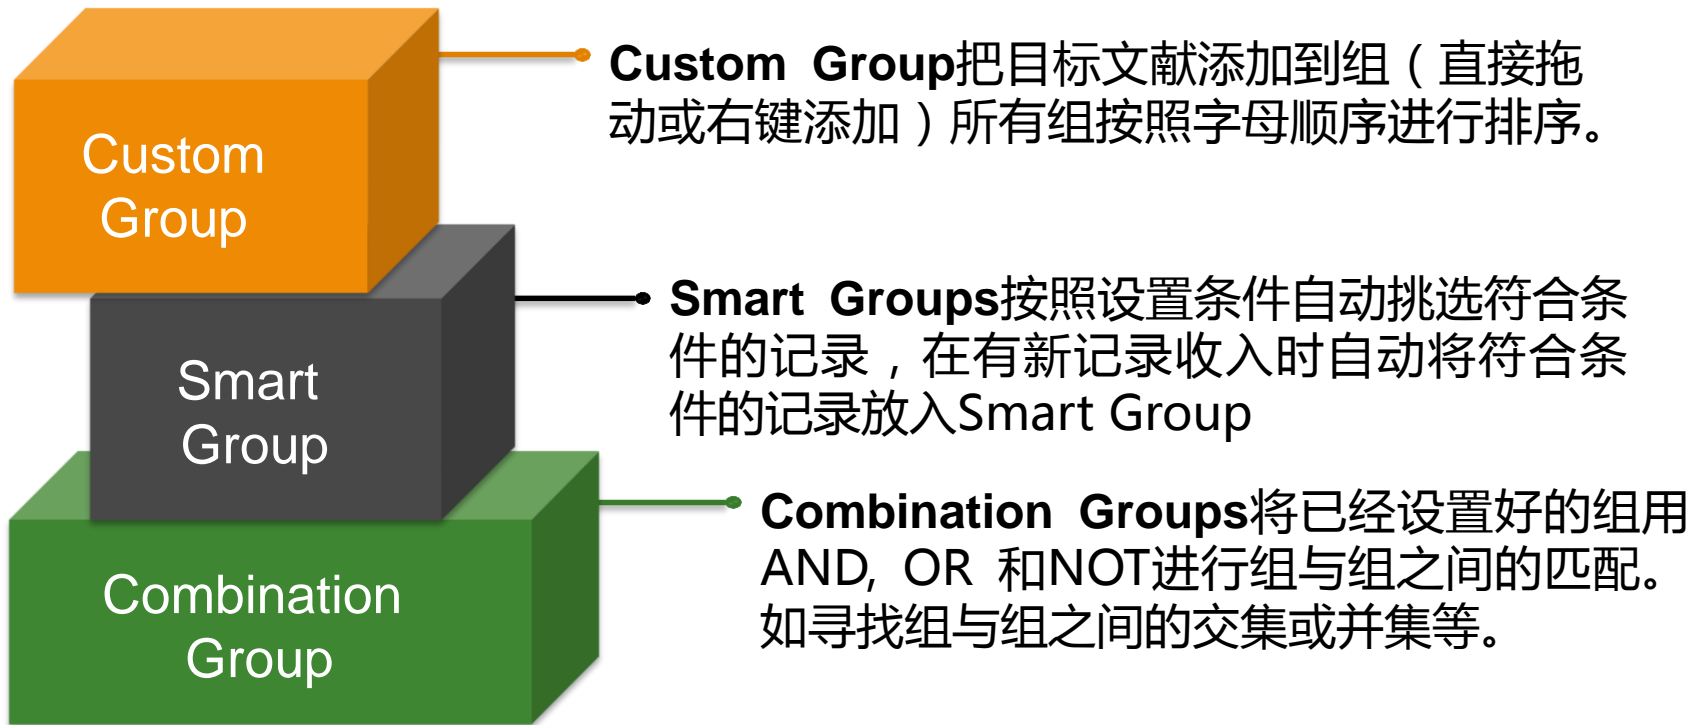 Custom
Group
Custom Group把目标文献添加到组（直接拖
动或右键添加）所有组按照字母顺序进行排序。
Smart
Group
Smart Groups按照设置条件自动挑选符合条
件的记录，在有新记录收入时自动将符合条
件的记录放入Smart Group
Combination
Group
Combination Groups将已经设置好的组用
AND, OR 和NOT进行组与组之间的匹配。
如寻找组与组之间的交集或并集等。